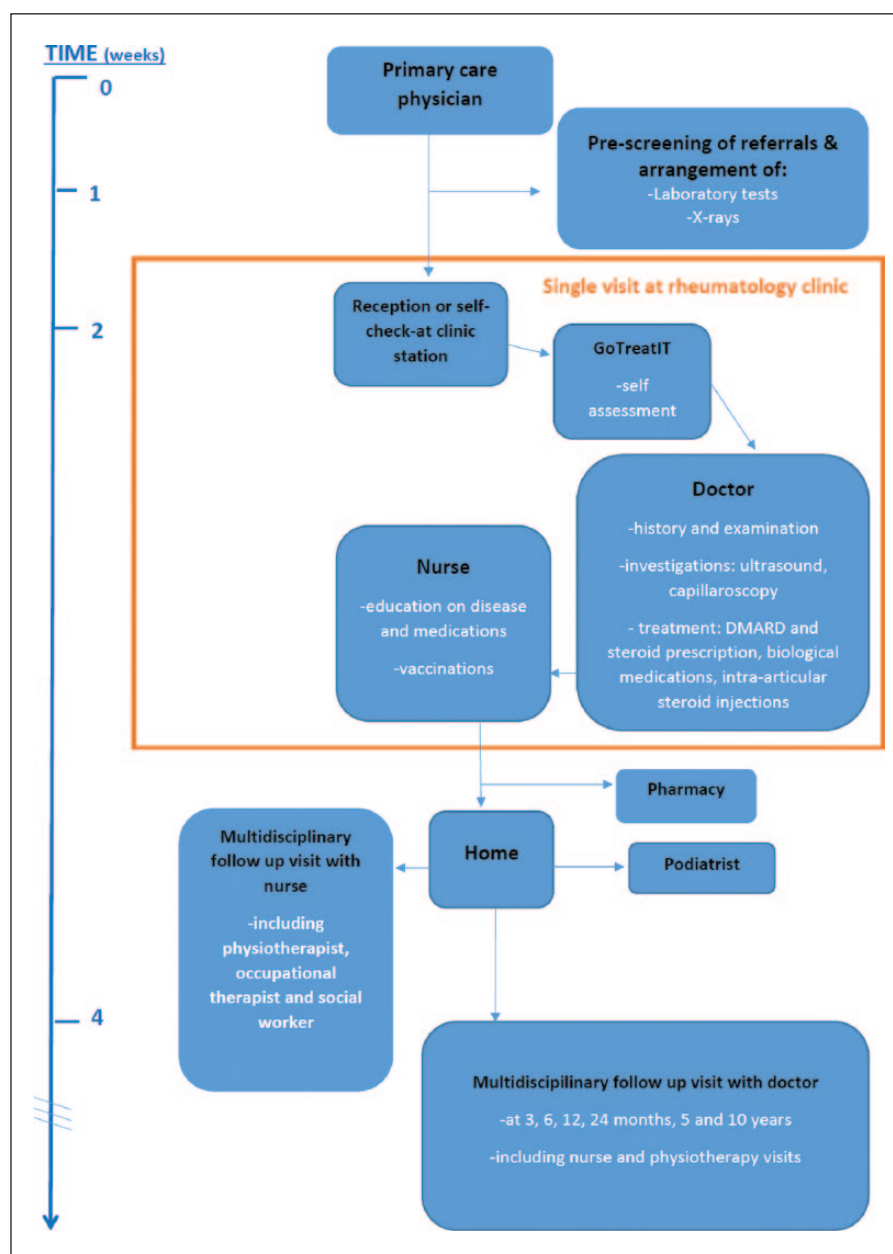 TIME (weeks)
0
Primary care
physician
Pre-screening of referrals &
arrangement of:
-Laboratory tests
-X-rays
1
Single visit at rheumatology clinic
Reception or self-
check-at clinic
station
2
GoTreatIT
-self
assessment
Doctor
-history and examination
-investigations: ultrasound,
capillaroscopy
- treatment: DMARD and
steroid prescription, biological
medications, intra-articular
steroid injections
Nurse
-education on disease
and medications
-vaccinations
Pharmacy
Home
Podiatrist
Multidisciplinary
follow up visit with
nurse
-including
physiotherapist,
occupational
therapist and social
worker
4
Multidiscipilinary follow up visit with doctor
-at 3, 6, 12, 24 months, 5 and 10 years
-including nurse and physiotherapy visits